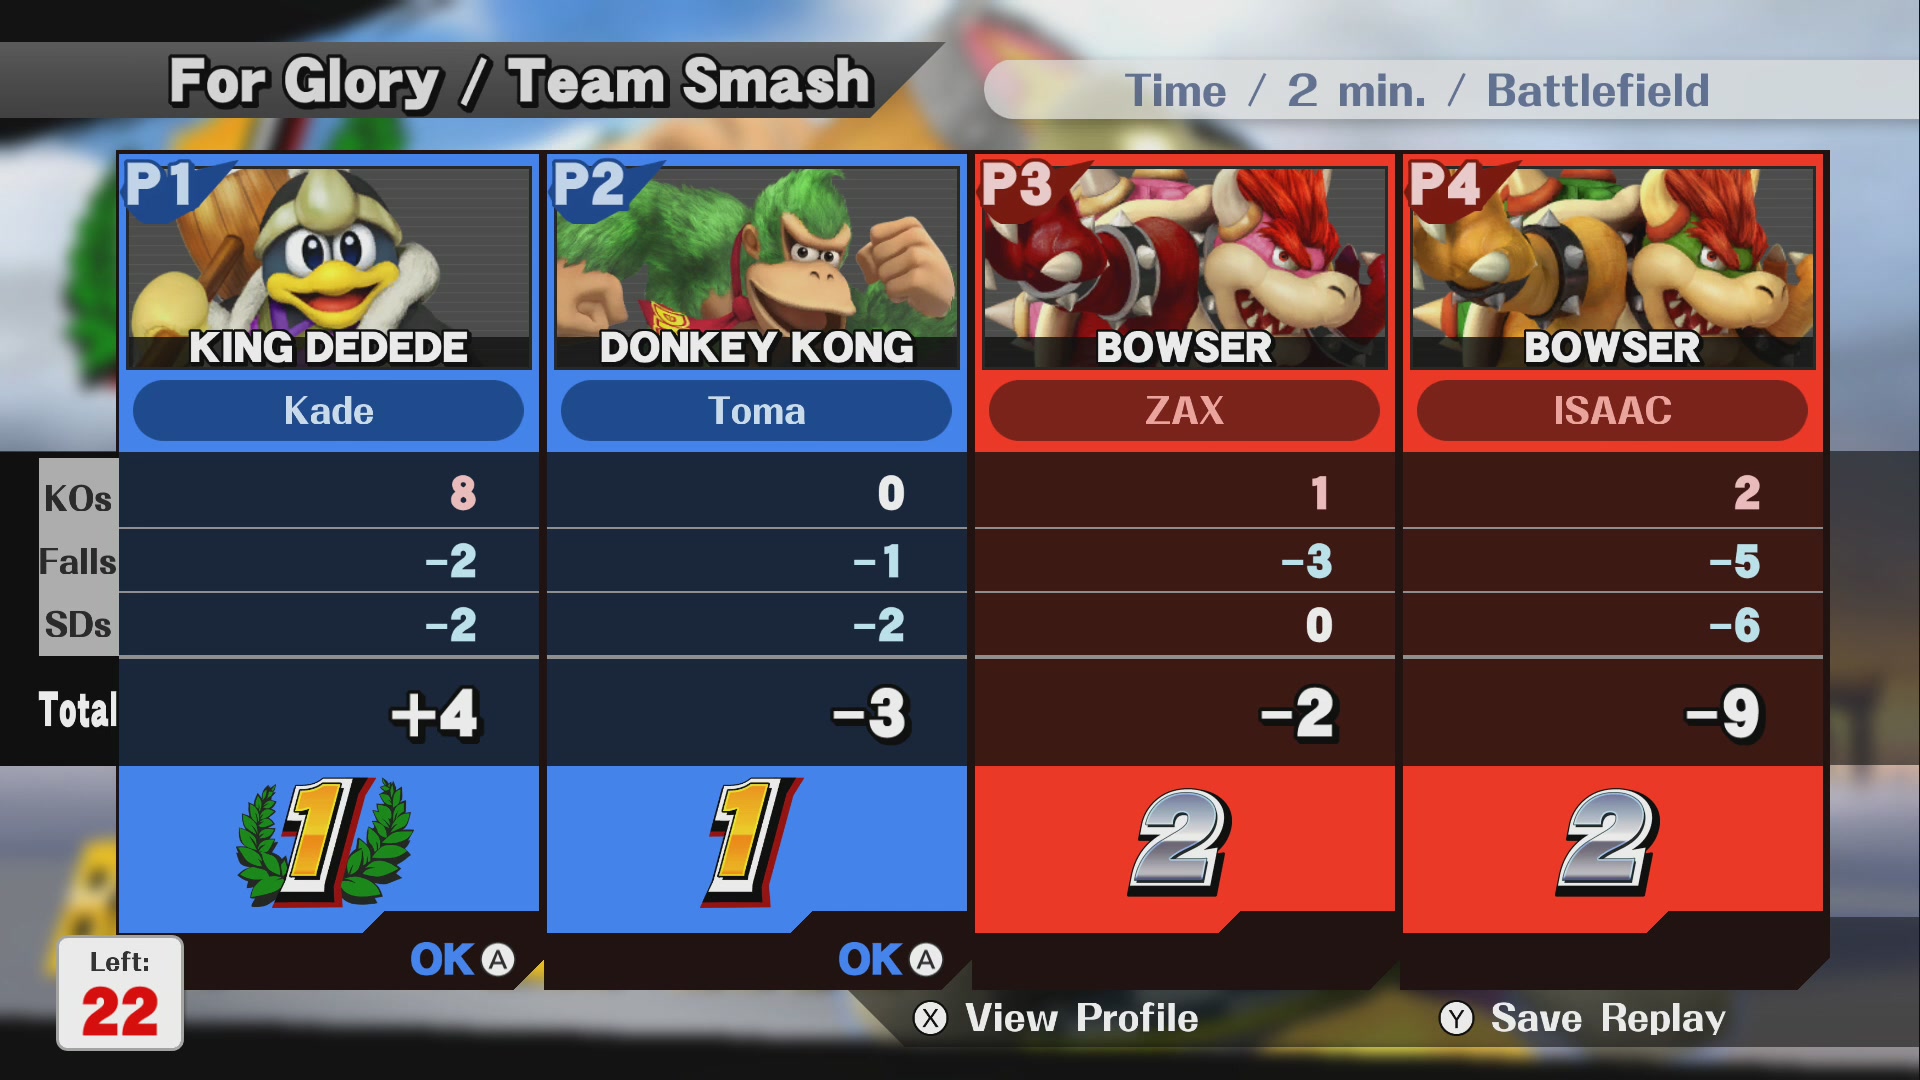 For Glory / Team Smash
Time / 2 min. / Battlefield
P1 P2 P3 P4
KING DEDEDE DONKEY KONG BOWSER BOWSER
Kade Toma ZAX ISAAC
KOs 8 0 1 2
Falls -2 -1 -3 -5
SDs -2 -2 0 -6
Total +4 -3 -2 -9
1 1 2 2
OK A OK A
Left:
22
X View Profile Y Save Replay